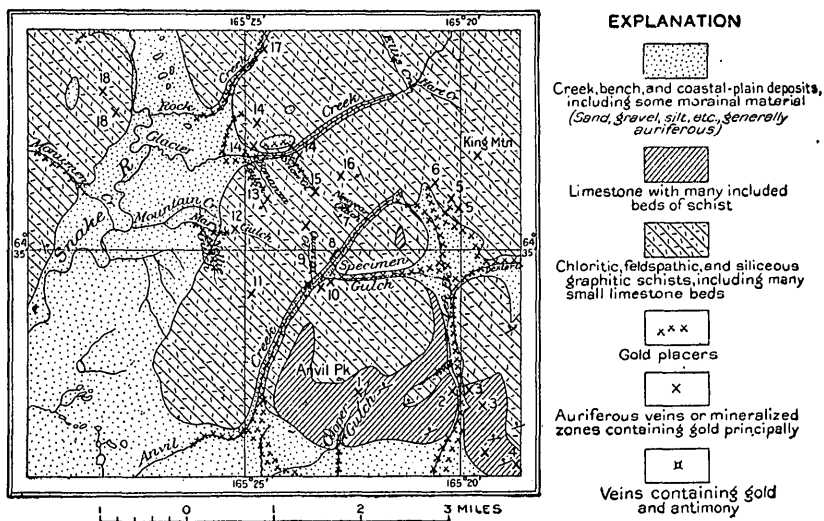 165°25'
165°20'
17
Creek
18
Rock
18
14
Creek
Glacier
14
14
King Mtn
Monument
R
16
15
6
5
13
5
Snake
Mountain Cr
12
Gulch
7
8
64°
35'
64°
35'
9
Specimen
11
10
Gulch
Creek
Anvil Pk
Gulch
2
3
3
4
Anvil
165°25'
165°20'
1 0 1 2 3 MILES
EXPLANATION
Creek, bench, and coastal-plain deposits,
including some morainal material
(Sand, gravel, silt, etc., generally
auriferous)
Limestone with many included
beds of schist
Chloritic, feldspathic, and siliceous
graphitic schists, including many
small limestone beds
Gold placers
Auriferous veins or mineralized
zones containing gold principally
Veins containing gold
and antimony